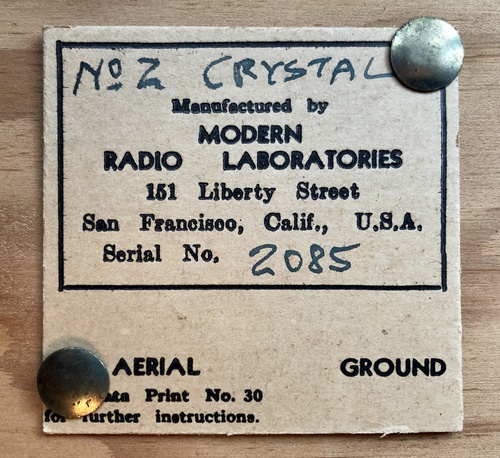 No 2 CRYSTAL
Manufactured by
MODERN
RADIO LABORATORIES
151 Liberty Street
San Francisco, Calif., U.S.A.
Serial No. 2085
AERIAL GROUND
Print No. 30
for further instructions.